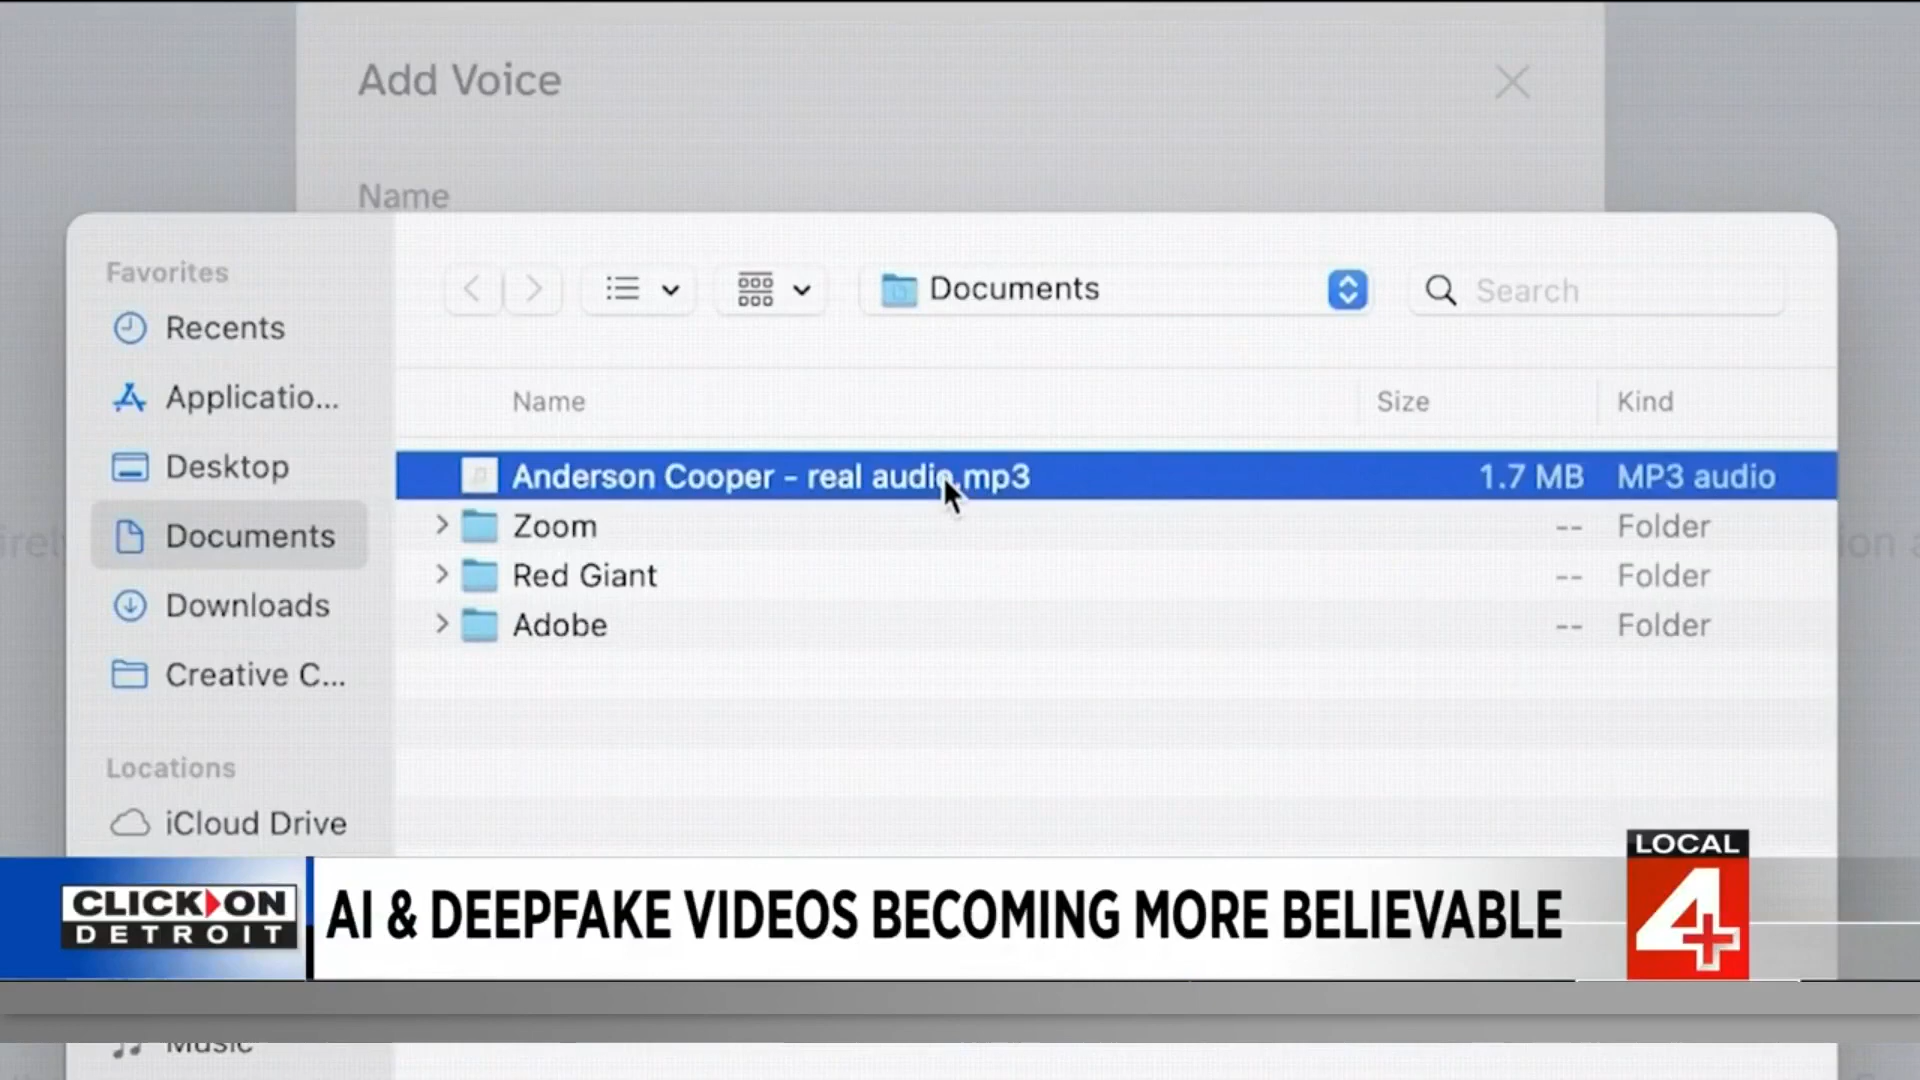 Add Voice
Name
Favorites
Recents
Applicatio...
Desktop
Documents
Downloads
Creative C...
Locations
iCloud Drive
Music
Documents
Search
Name Size Kind
Anderson Cooper - real audio.mp3 1.7 MB MP3 audio
Zoom -- Folder
Red Giant -- Folder
Adobe -- Folder
CLICK ON
DETROIT
AI & DEEPFAKE VIDEOS BECOMING MORE BELIEVABLE
LOCAL
4